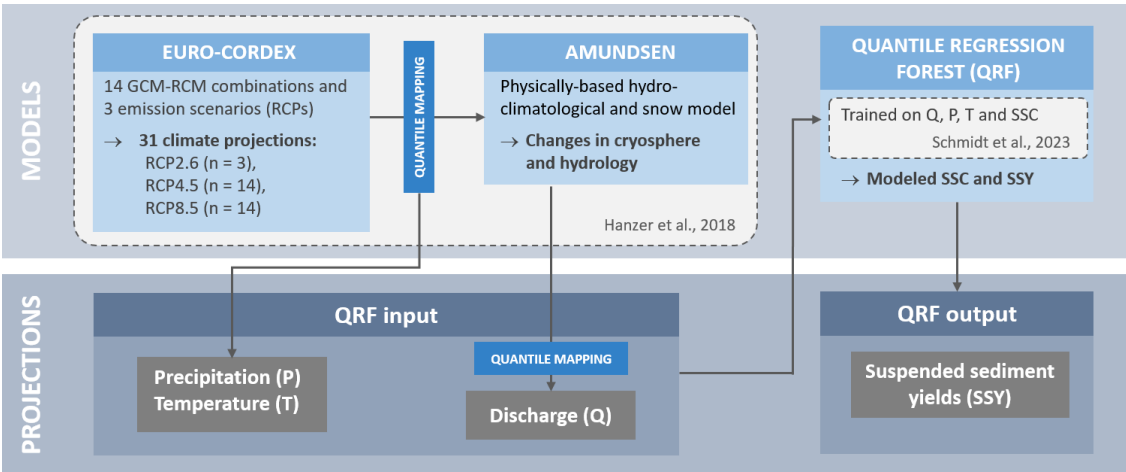 MODELS
EURO-CORDEX
14 GCM-RCM combinations and
3 emission scenarios (RCPs)
→ 31 climate projections:
RCP2.6 (n = 3),
RCP4.5 (n = 14),
RCP8.5 (n = 14)
QUANTILE MAPPING
AMUNDSEN
Physically-based hydro-
climatological and snow model
→ Changes in cryosphere
and hydrology
Hanzer et al., 2018
QUANTILE REGRESSION
FOREST (QRF)
Trained on Q, P, T and SSC
Schmidt et al., 2023
→ Modeled SSC and SSY
PROJECTIONS
QRF input
Precipitation (P)
Temperature (T)
QUANTILE MAPPING
Discharge (Q)
QRF output
Suspended sediment
yields (SSY)